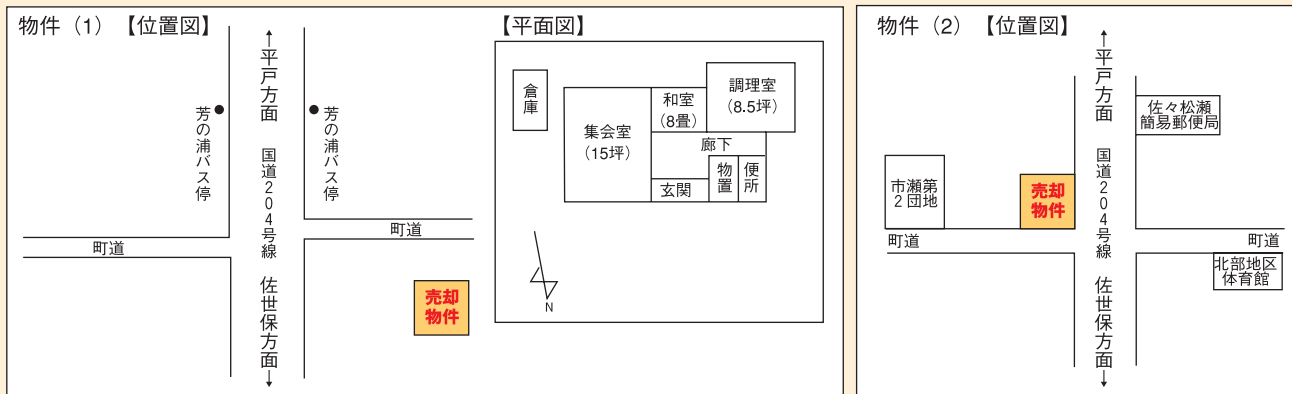 物件（1）【位置図】
↑平戸方面 国道204号線 佐世保方面↓
芳の浦バス停
芳の浦バス停
町道
町道
売却
物件
【平面図】
倉庫
集会室
（15坪）
和室
（8畳）
調理室
（8.5坪）
廊下
物置
便所
玄関
N
物件（2）【位置図】
↑平戸方面 国道204号線 佐世保方面↓
佐々松瀬
簡易郵便局
市瀬第
2団地
売却
物件
町道
町道
北部地区
体育館